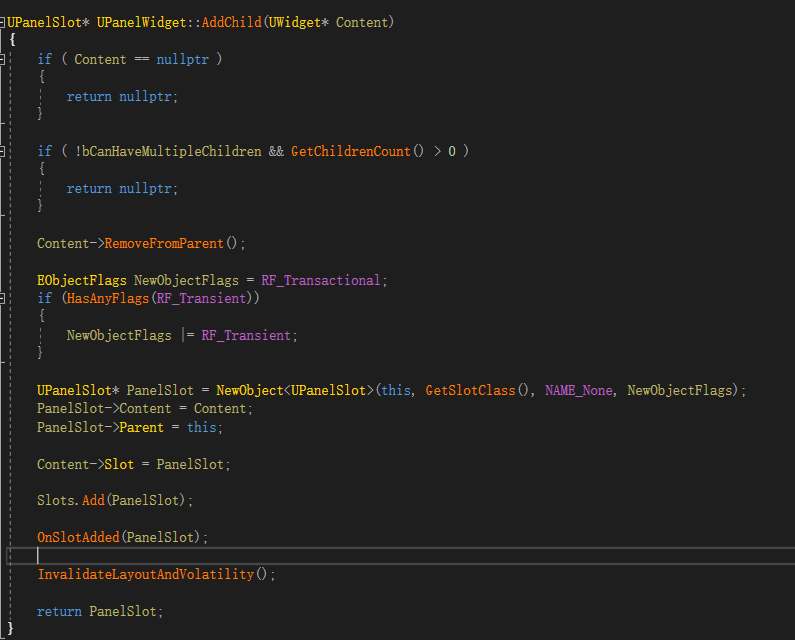 UPanelSlot* UPanelWidget::AddChild(UWidget* Content)
{
if ( Content == nullptr )
{
return nullptr;
}
if ( !bCanHaveMultipleChildren && GetChildrenCount() > 0 )
{
return nullptr;
}
Content->RemoveFromParent();
EObjectFlags NewObjectFlags = RF_Transactional;
if (HasAnyFlags(RF_Transient))
{
NewObjectFlags |= RF_Transient;
}
UPanelSlot* PanelSlot = NewObject<UPanelSlot>(this, GetSlotClass(), NAME_None, NewObjectFlags);
PanelSlot->Content = Content;
PanelSlot->Parent = this;
Content->Slot = PanelSlot;
Slots.Add(PanelSlot);
OnSlotAdded(PanelSlot);
InvalidateLayoutAndVolatility();
return PanelSlot;
}